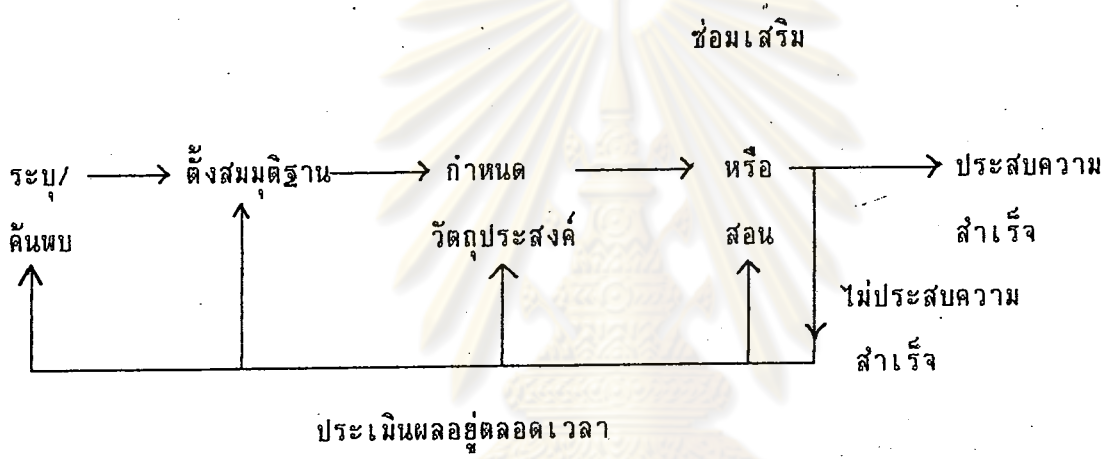 ซ่อมเสริม
ระบุ/ ตั้งสมมุติฐาน กำหนด หรือ ประสบความ
ค้นพบ วัตถุประสงค์ สอน สำเร็จ
ไม่ประสบความ
สำเร็จ
ประเมินผลอยู่ตลอดเวลา